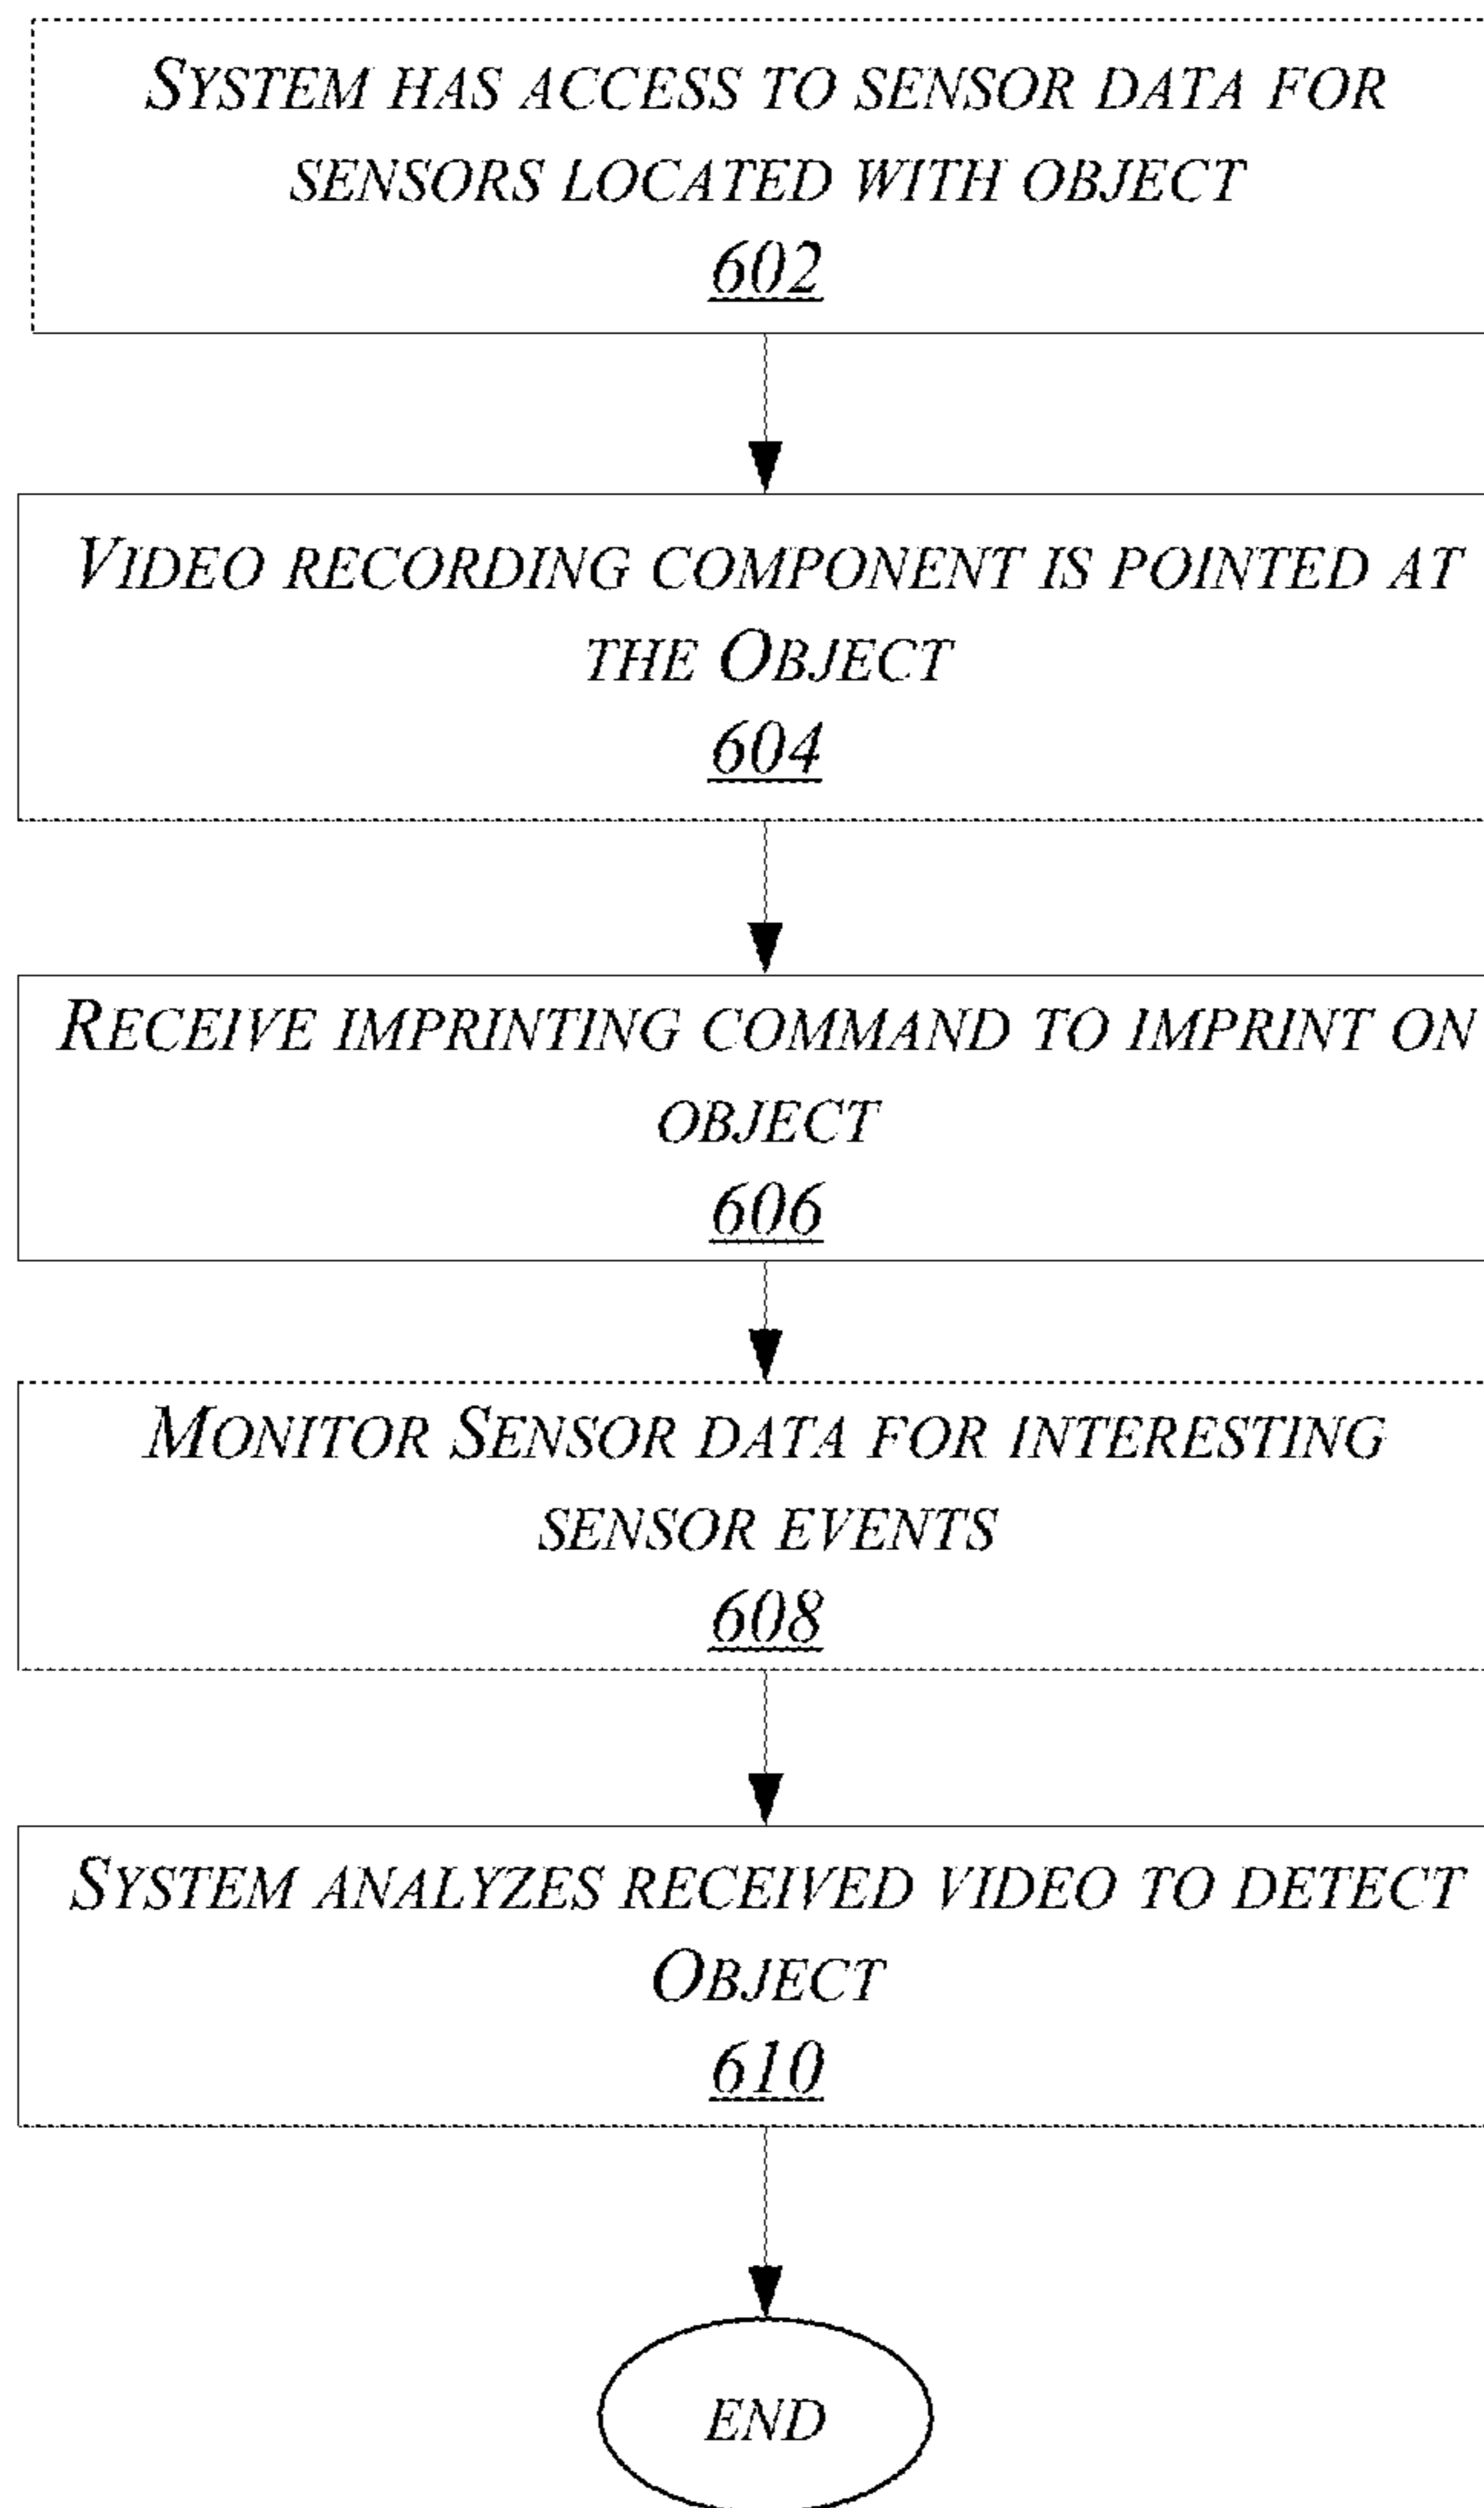 SYSTEM HAS ACCESS TO SENSOR DATA FOR
SENSORS LOCATED WITH OBJECT
602
VIDEO RECORDING COMPONENT IS POINTED AT
THE OBJECT
604
RECEIVE IMPRINTING COMMAND TO IMPRINT ON
OBJECT
606
MONITOR SENSOR DATA FOR INTERESTING
SENSOR EVENTS
608
SYSTEM ANALYZES RECEIVED VIDEO TO DETECT
OBJECT
610
END